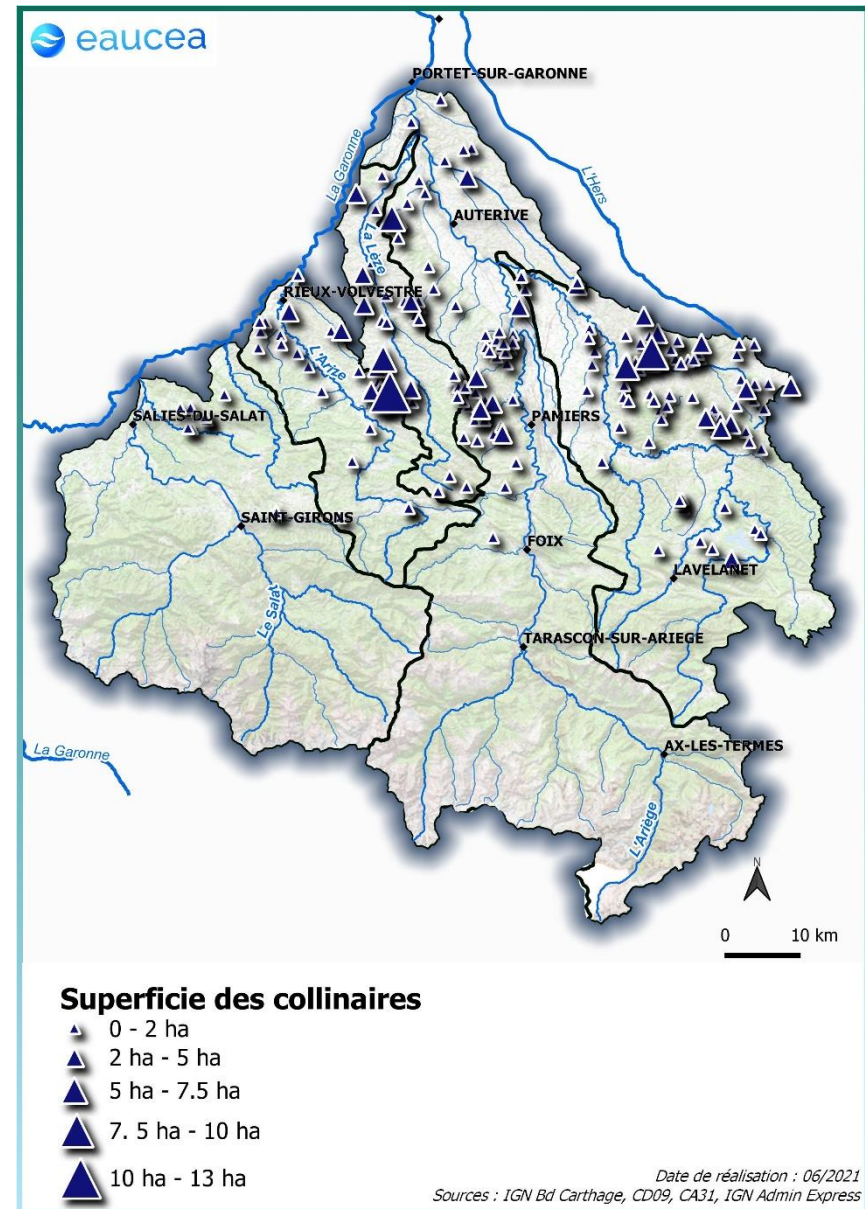 eaucea
PORTET-SUR-GARONNE
La Garonne
L'Hers
AUTERIVE
La Lèze
RIEUX-VOLVESTRE
L'Arize
SALIES-DU-SALAT
PAMIERS
SAINT-GIRONS
FOIX
LAVELANET
Le Salat
TARASCON-SUR-ARIEGE
La Garonne
AX-LES-TERMES
L'Ariège
N
0 10 km
Superficie des collinaires
0 - 2 ha
2 ha - 5 ha
5 ha - 7.5 ha
7. 5 ha - 10 ha
10 ha - 13 ha
Date de réalisation : 06/2021
Sources : IGN Bd Carthage, CD09, CA31, IGN Admin Express